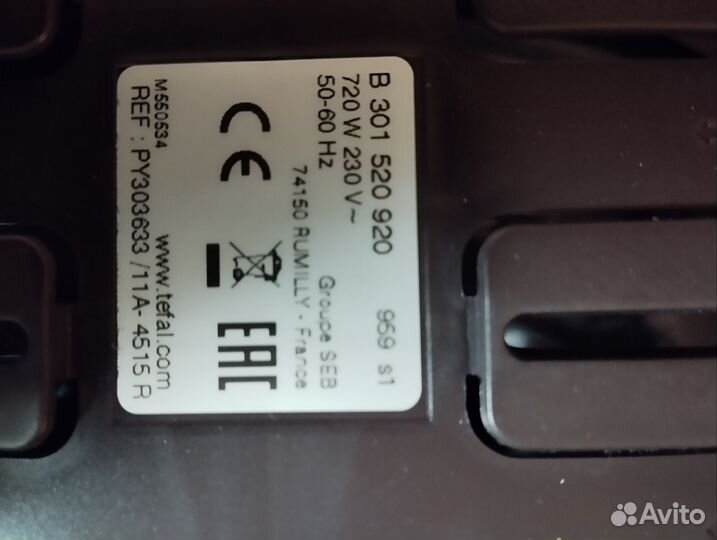 B 301 520 920 959 s1
720 W 230 V~
50-60 Hz
Groupe SEB
74150 RUMILLY - France
CE
EAC
M550534 www.tefal.com
REF : PY303633 /11A- 4515 R
Avito